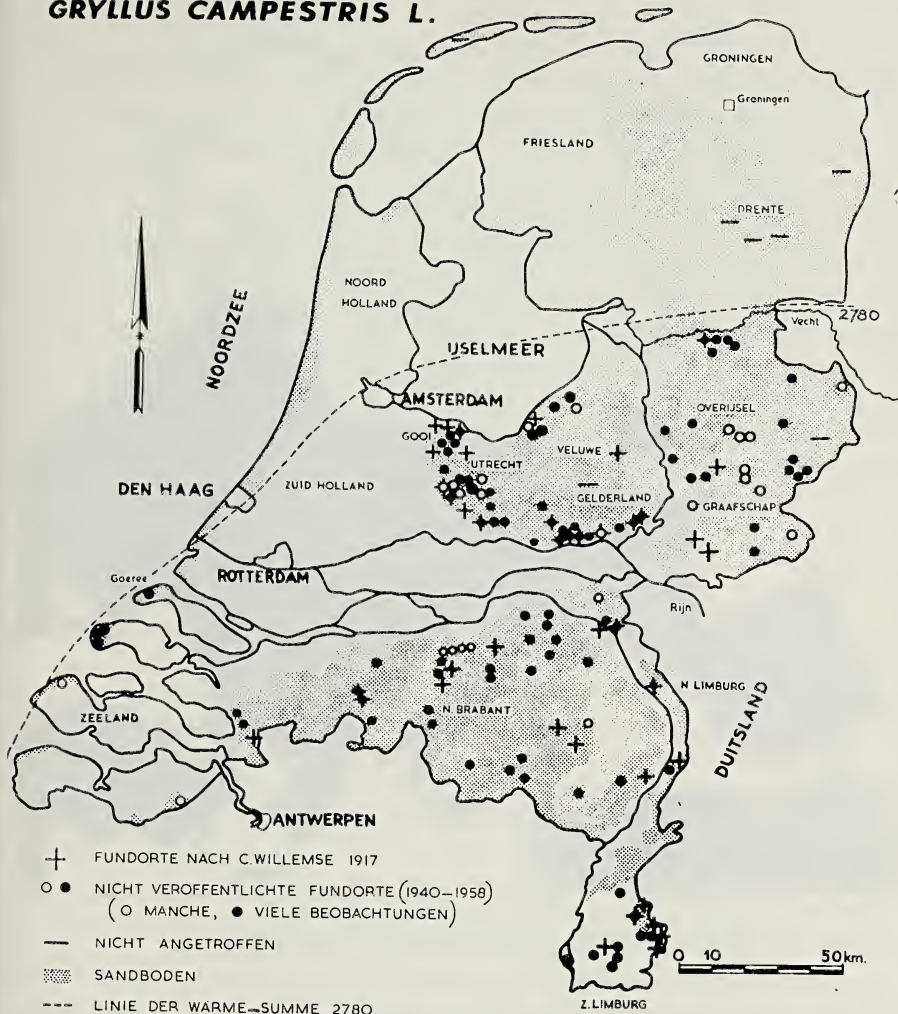 GRYLLUS CAMPESTRIS L.
GRONINGEN
Groningen
FRIESLAND
DRENTE
NOORD
HOLLAND
NOORDZEE
IJSELMEER
Vecht
2780
AMSTERDAM
OVERIJSEL
GOOI
UTRECHT
VELUWE
DEN HAAG
ZUID HOLLAND
GELDERLAND
GRAAFSCHAP
Goeree
ROTTERDAM
Rijn
N. LIMBURG
ZEELAND
N. BRABANT
DUITSLAND
ANTWERPEN
+ FUNDORTE NACH C. WILLEMSE 1917
○ ● NICHT VEROFFENTLICHTE FUNDORTE (1940-1958)
(○ MANCHE, ● VIELE BEOBACHTUNGEN)
— NICHT ANGETROFFEN
SANDBODEN
--- LINIE DER WARME-SUMME 2780
0 10 50 km.
Z. LIMBURG